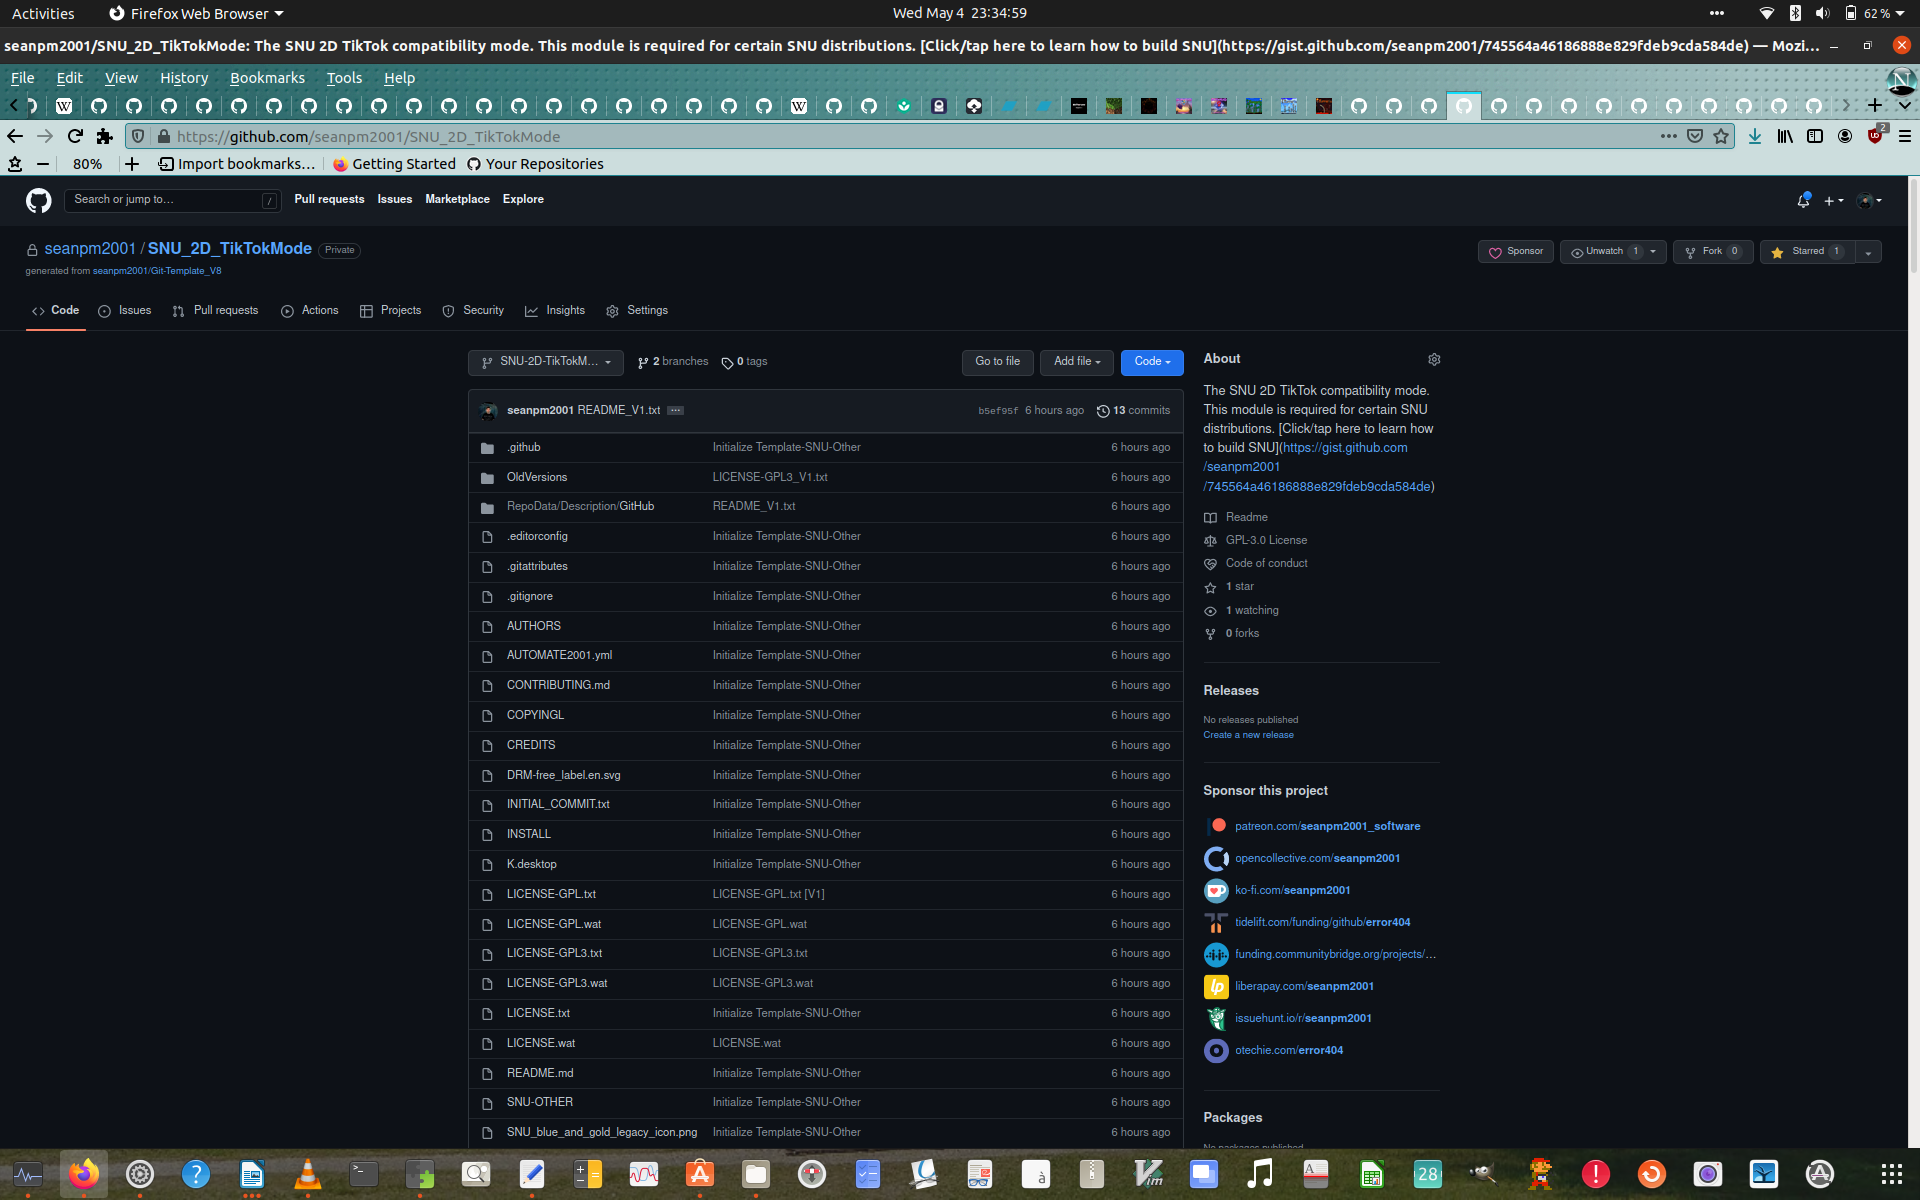 Activities
Firefox Web Browser
Wed May 4  23:34:59
62 %
seanpm2001/SNU_2D_TikTokMode: The SNU 2D TikTok compatibility mode. This module is required for certain SNU distributions. [Click/tap here to learn how to build SNU](https://gist.github.com/seanpm2001/745564a46186888e829fdeb9cda584de) — Mozi…
File Edit View History Bookmarks Tools Help
https://github.com/seanpm2001/SNU_2D_TikTokMode
2
80%
Import bookmarks…
Getting Started
Your Repositories
Search or jump to…
/
Pull requests Issues Marketplace Explore
seanpm2001 / SNU_2D_TikTokMode Private
generated from seanpm2001/Git-Template_V8
Sponsor
Unwatch 1
Fork 0
Starred 1
Code Issues Pull requests Actions Projects Security Insights Settings
SNU-2D-TikTokM…
2 branches
0 tags
Go to file
Add file
Code
seanpm2001 README_V1.txt …
b5ef95f 6 hours ago 13 commits
.github Initialize Template-SNU-Other 6 hours ago
OldVersions LICENSE-GPL3_V1.txt 6 hours ago
RepoData/Description/GitHub README_V1.txt 6 hours ago
.editorconfig Initialize Template-SNU-Other 6 hours ago
.gitattributes Initialize Template-SNU-Other 6 hours ago
.gitignore Initialize Template-SNU-Other 6 hours ago
AUTHORS Initialize Template-SNU-Other 6 hours ago
AUTOMATE2001.yml Initialize Template-SNU-Other 6 hours ago
CONTRIBUTING.md Initialize Template-SNU-Other 6 hours ago
COPYINGL Initialize Template-SNU-Other 6 hours ago
CREDITS Initialize Template-SNU-Other 6 hours ago
DRM-free_label.en.svg Initialize Template-SNU-Other 6 hours ago
INITIAL_COMMIT.txt Initialize Template-SNU-Other 6 hours ago
INSTALL Initialize Template-SNU-Other 6 hours ago
K.desktop Initialize Template-SNU-Other 6 hours ago
LICENSE-GPL.txt LICENSE-GPL.txt [V1] 6 hours ago
LICENSE-GPL.wat LICENSE-GPL.wat 6 hours ago
LICENSE-GPL3.txt LICENSE-GPL3.txt 6 hours ago
LICENSE-GPL3.wat LICENSE-GPL3.wat 6 hours ago
LICENSE.txt Initialize Template-SNU-Other 6 hours ago
LICENSE.wat LICENSE.wat 6 hours ago
README.md Initialize Template-SNU-Other 6 hours ago
SNU-OTHER Initialize Template-SNU-Other 6 hours ago
SNU_blue_and_gold_legacy_icon.png Initialize Template-SNU-Other 6 hours ago
About
The SNU 2D TikTok compatibility mode.
This module is required for certain SNU
distributions. [Click/tap here to learn how
to build SNU](https://gist.github.com
/seanpm2001
/745564a46186888e829fdeb9cda584de)
Readme
GPL-3.0 License
Code of conduct
1 star
1 watching
0 forks
Releases
No releases published
Create a new release
Sponsor this project
patreon.com/seanpm2001_software
opencollective.com/seanpm2001
ko-fi.com/seanpm2001
tidelift.com/funding/github/error404
funding.communitybridge.org/projects/…
liberapay.com/seanpm2001
issuehunt.io/r/seanpm2001
otechie.com/error404
Packages
No packages published
28